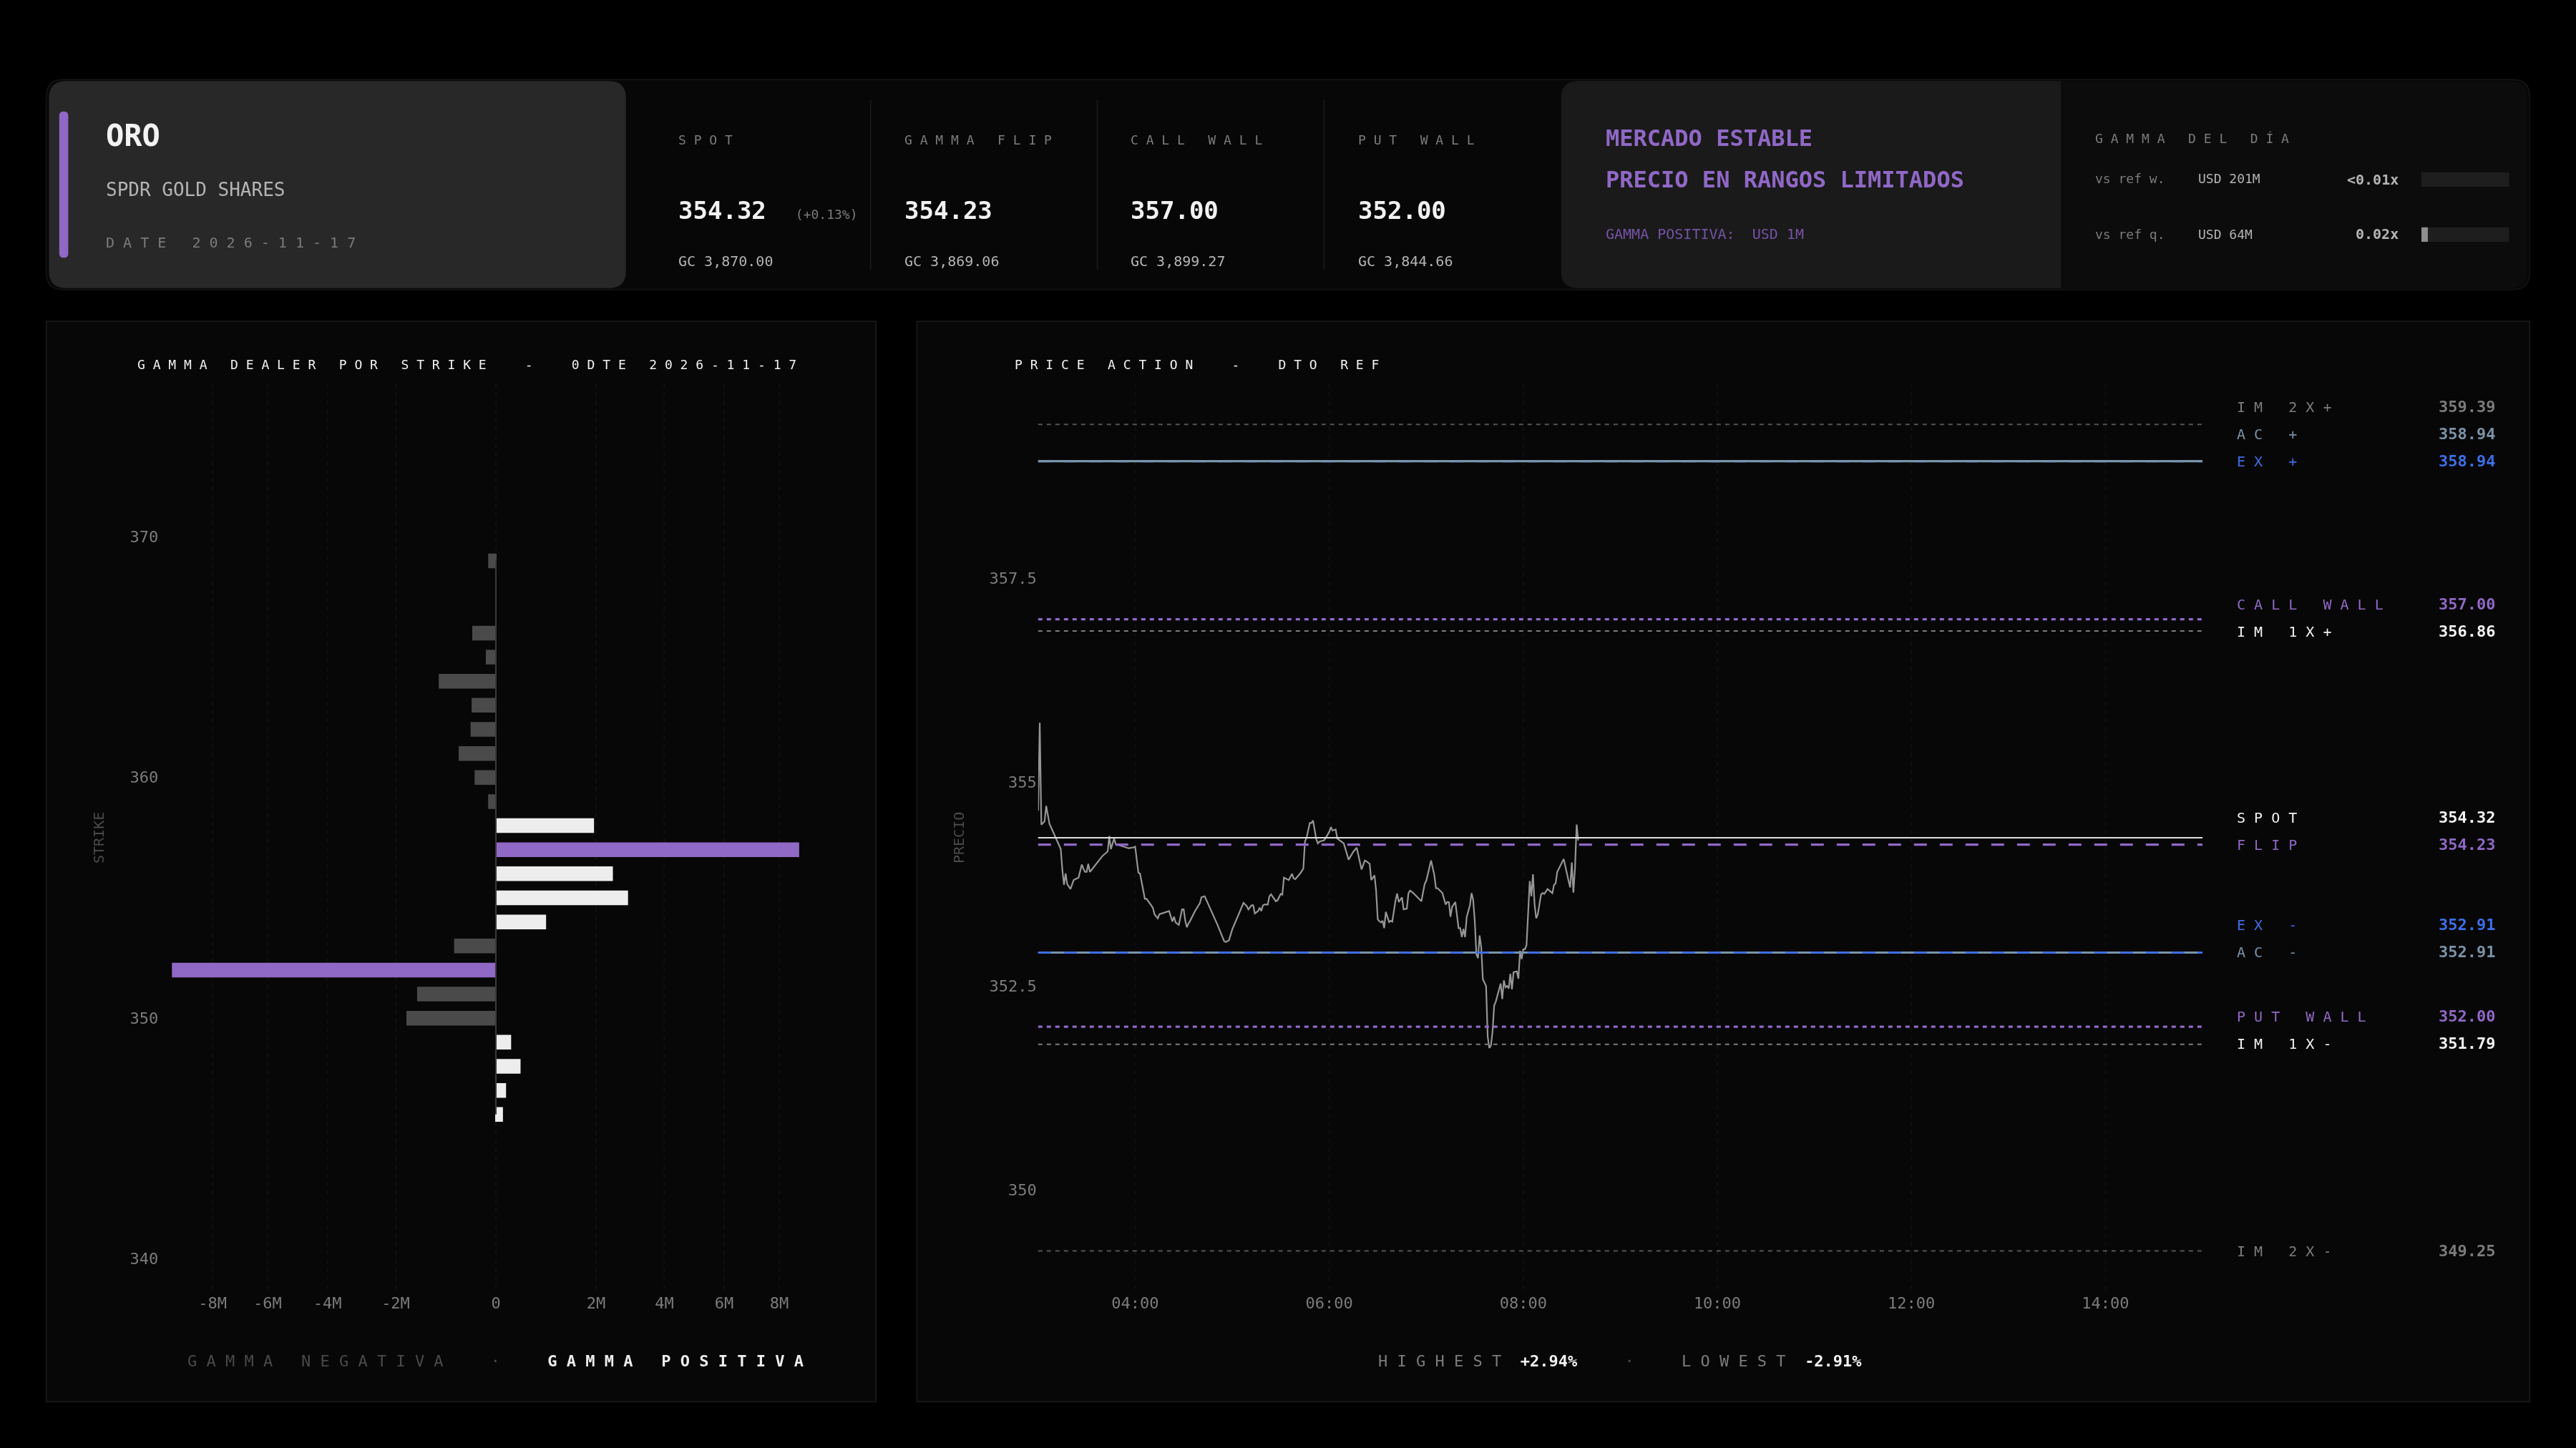 ORO
SPDR GOLD SHARES
DATE 2026-11-17
SPOT
354.32 (+0.13%)
GC 3,870.00
GAMMA FLIP
354.23
GC 3,869.06
CALL WALL
357.00
GC 3,899.27
PUT WALL
352.00
GC 3,844.66
MERCADO ESTABLE
PRECIO EN RANGOS LIMITADOS
GAMMA POSITIVA: USD 1M
GAMMA DEL DÍA
vs ref w. USD 201M <0.01x
vs ref q. USD 64M 0.02x
GAMMA DEALER POR STRIKE - 0DTE 2026-11-17
STRIKE
370
360
350
340
-8M -6M -4M -2M 0 2M 4M 6M 8M
GAMMA NEGATIVA · GAMMA POSITIVA
PRICE ACTION - DTO REF
PRECIO
357.5
355
352.5
350
04:00 06:00 08:00 10:00 12:00 14:00
IM 2X+ 359.39
AC + 358.94
EX + 358.94
CALL WALL 357.00
IM 1X+ 356.86
SPOT 354.32
FLIP 354.23
EX - 352.91
AC - 352.91
PUT WALL 352.00
IM 1X- 351.79
IM 2X- 349.25
HIGHEST +2.94% · LOWEST -2.91%